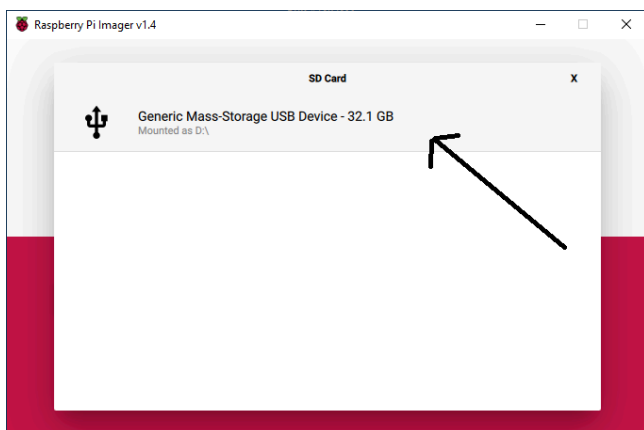 Raspberry Pi Imager v1.4
SD Card
X
Generic Mass-Storage USB Device - 32.1 GB
Mounted as D:\